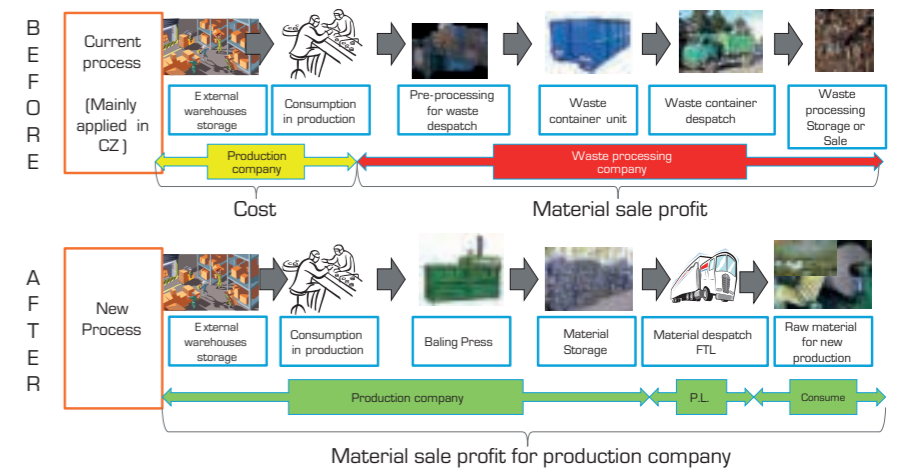 BEFORE
Current
process
(Mainly
applied in
CZ )
External
warehouses
storage
Consumption
in production
Pre-processing
for waste
despatch
Waste
container unit
Waste container
despatch
Waste
processing
Storage or
Sale
Production
company
Waste processing
company
Cost
Material sale profit
AFTER
New
Process
External
warehouses
storage
Consumption
in production
Baling Press
Material
Storage
Material despatch
FTL
Raw material
for new
production
Production company
P.L.
Consume
Material sale profit for production company